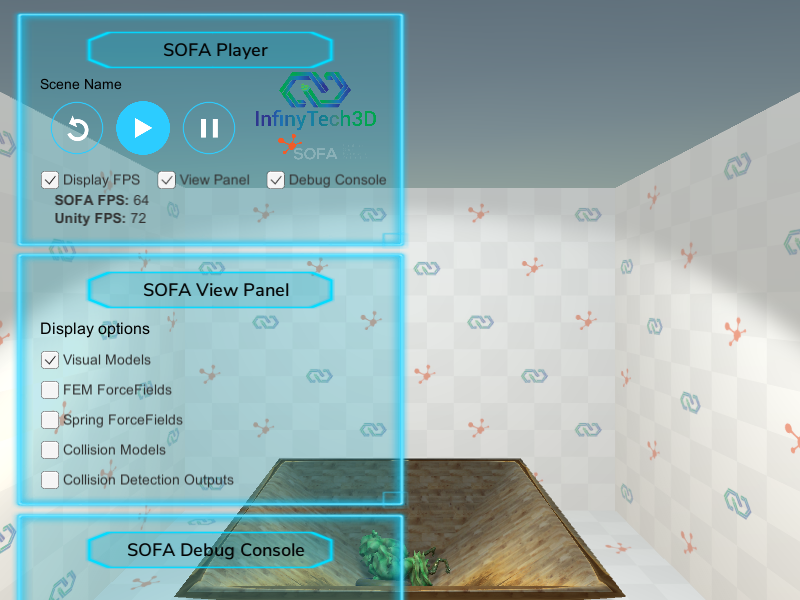 SOFA Player
Scene Name
InfinyTech3D
SOFA
Display FPS View Panel Debug Console
SOFA FPS: 64
Unity FPS: 72
SOFA View Panel
Display options
Visual Models
FEM ForceFields
Spring ForceFields
Collision Models
Collision Detection Outputs
SOFA Debug Console